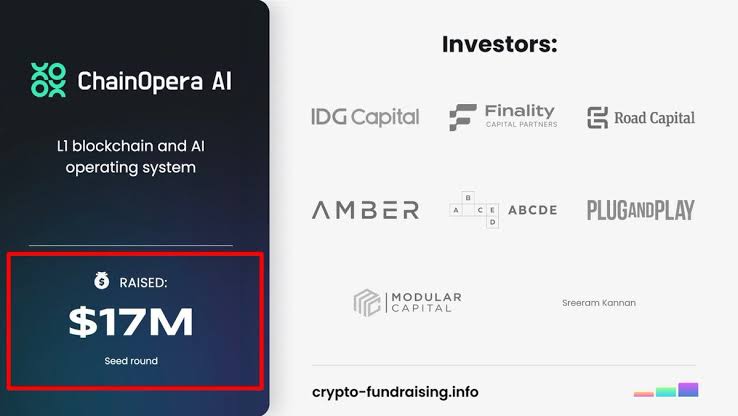 ChainOpera AI
L1 blockchain and AI
operating system
RAISED:
$17M
Seed round
Investors:
IDG Capital
Finality
CAPITAL PARTNERS
Road Capital
AMBER
B
A C E
D
ABCDE
PLUGANDPLAY
MODULAR
CAPITAL
Sreeram Kannan
crypto-fundraising.info